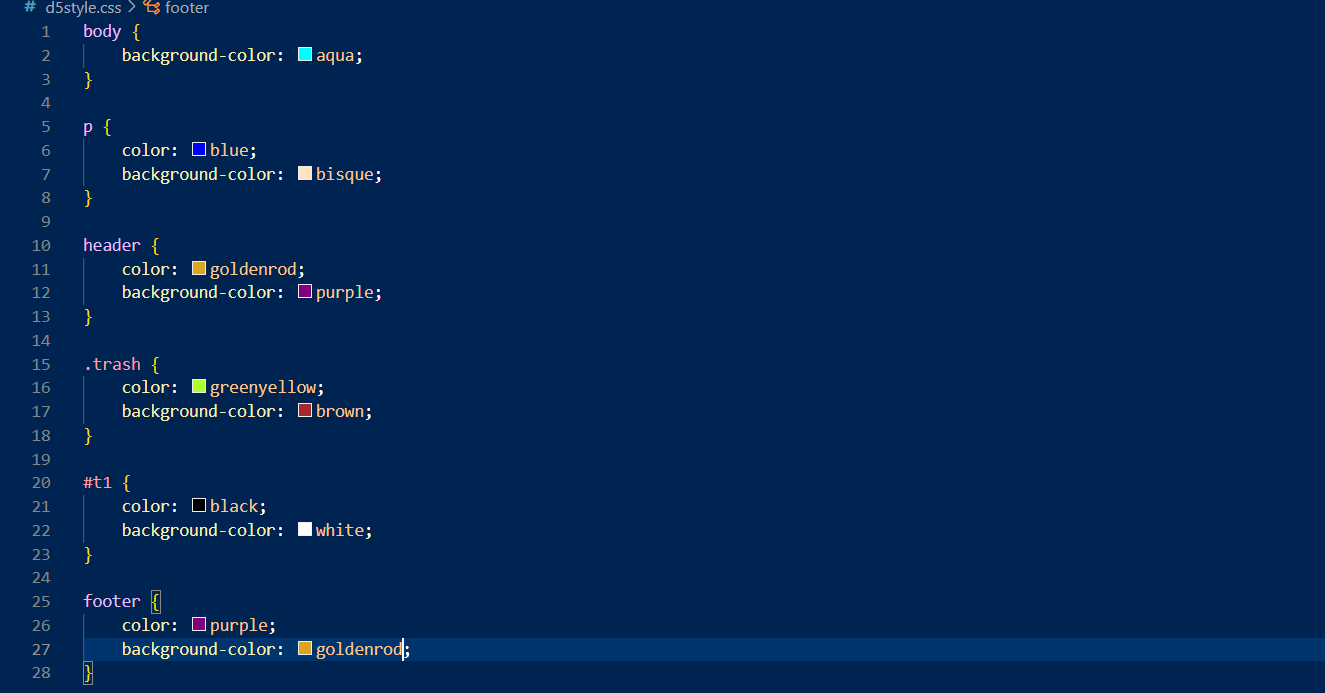 # d5style.css > footer
1 body {
2 background-color: aqua;
3 }
4
5 p {
6 color: blue;
7 background-color: bisque;
8 }
9
10 header {
11 color: goldenrod;
12 background-color: purple;
13 }
14
15 .trash {
16 color: greenyellow;
17 background-color: brown;
18 }
19
20 #t1 {
21 color: black;
22 background-color: white;
23 }
24
25 footer {
26 color: purple;
27 background-color: goldenrod;
28 }